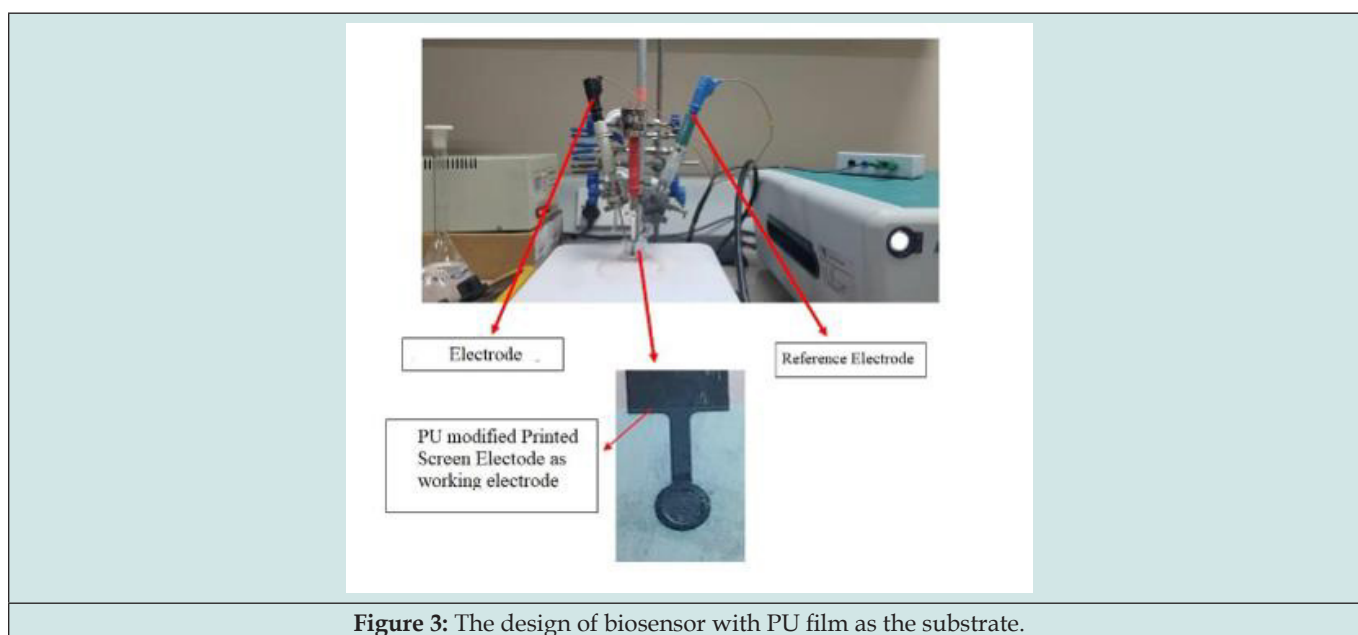 Electrode
Reference Electrode
PU modified Printed
Screen Electode as
working electrode
Figure 3: The design of biosensor with PU film as the substrate.